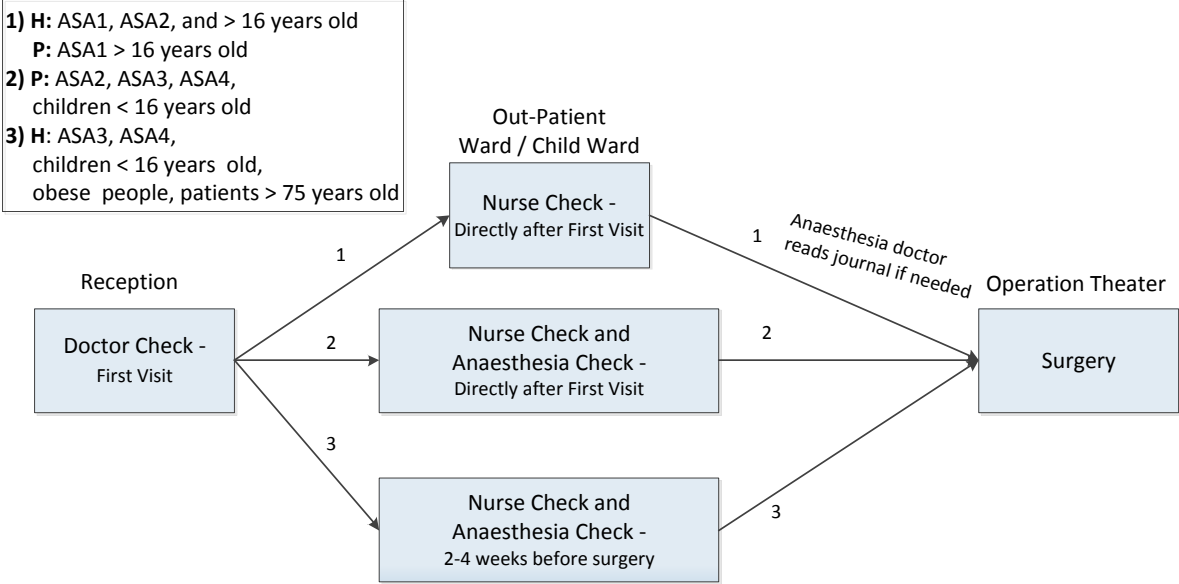 1) H: ASA1, ASA2, and > 16 years old
P: ASA1 > 16 years old
2) P: ASA2, ASA3, ASA4,
children < 16 years old
3) H: ASA3, ASA4,
children < 16 years old,
obese people, patients > 75 years old
Out-Patient
Ward / Child Ward
Nurse Check -
Directly after First Visit
1
1
Anaesthesia doctor
reads journal if needed
Reception
Operation Theater
Doctor Check -
First Visit
2
Nurse Check and
Anaesthesia Check -
Directly after First Visit
2
Surgery
3
Nurse Check and
Anaesthesia Check -
2-4 weeks before surgery
3